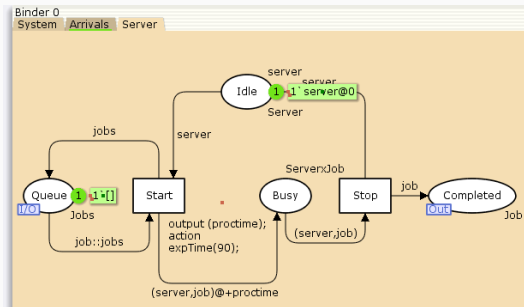 Binder 0
System Arrivals Server
server
server
Idle
1 1`server@0
Server
jobs
server
Server×Job
Queue
1 1`[]
I/O
Jobs
Start
Busy
Stop
job
Completed
Out
Job
output (proctime);
action
expTime(90);
job::jobs
(server,job)
(server,job)@+proctime